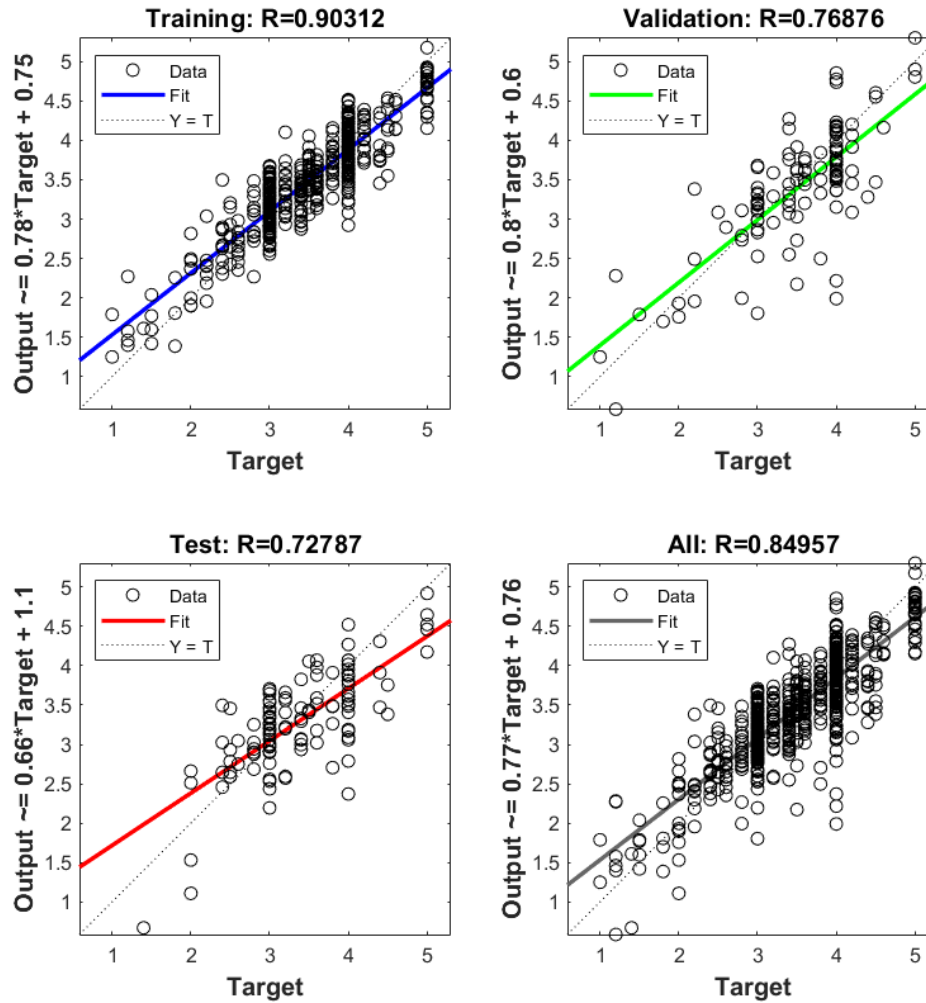 Training: R=0.90312
Output ~= 0.78*Target + 0.75
5
4.5
4
3.5
3
2.5
2
1.5
1
Data
Fit
Y = T
1 2 3 4 5
Target
Validation: R=0.76876
Output ~= 0.8*Target + 0.6
5
4.5
4
3.5
3
2.5
2
1.5
1
Data
Fit
Y = T
1 2 3 4 5
Target
Test: R=0.72787
Output ~= 0.66*Target + 1.1
5
4.5
4
3.5
3
2.5
2
1.5
1
Data
Fit
Y = T
1 2 3 4 5
Target
All: R=0.84957
Output ~= 0.77*Target + 0.76
5
4.5
4
3.5
3
2.5
2
1.5
1
Data
Fit
Y = T
1 2 3 4 5
Target